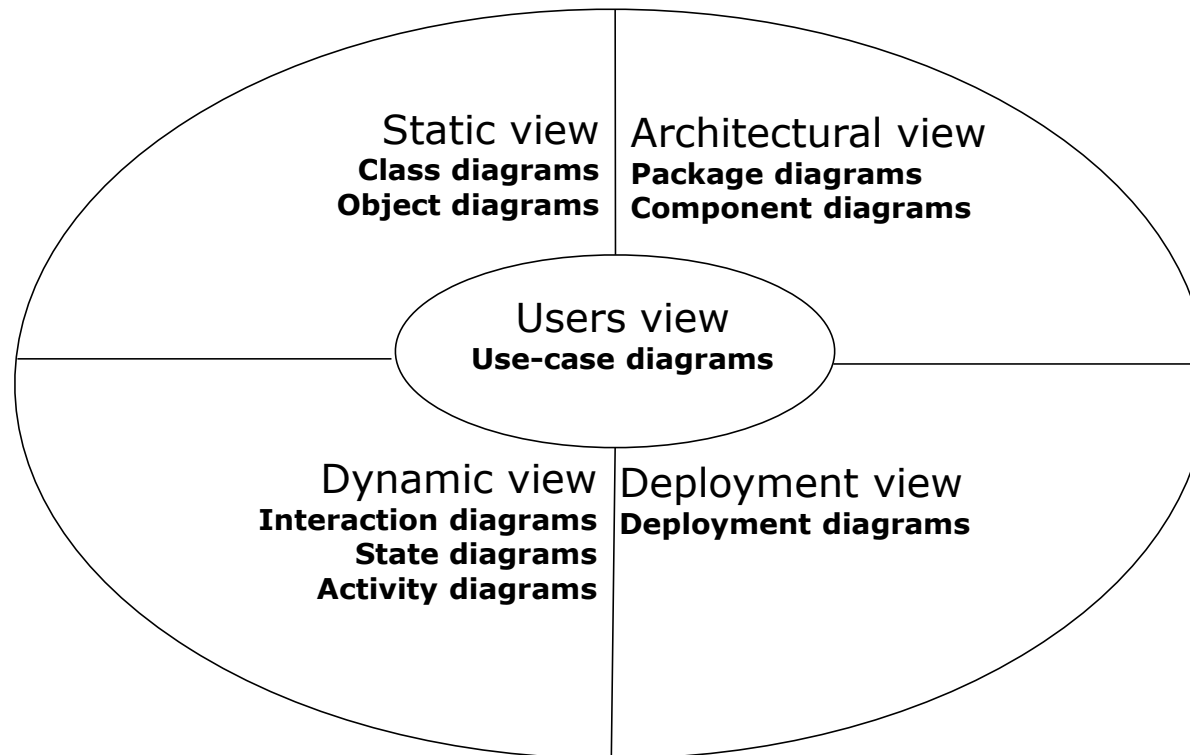 Static view
Class diagrams
Object diagrams
Architectural view
Package diagrams
Component diagrams
Users view
Use-case diagrams
Dynamic view
Interaction diagrams
State diagrams
Activity diagrams
Deployment view
Deployment diagrams